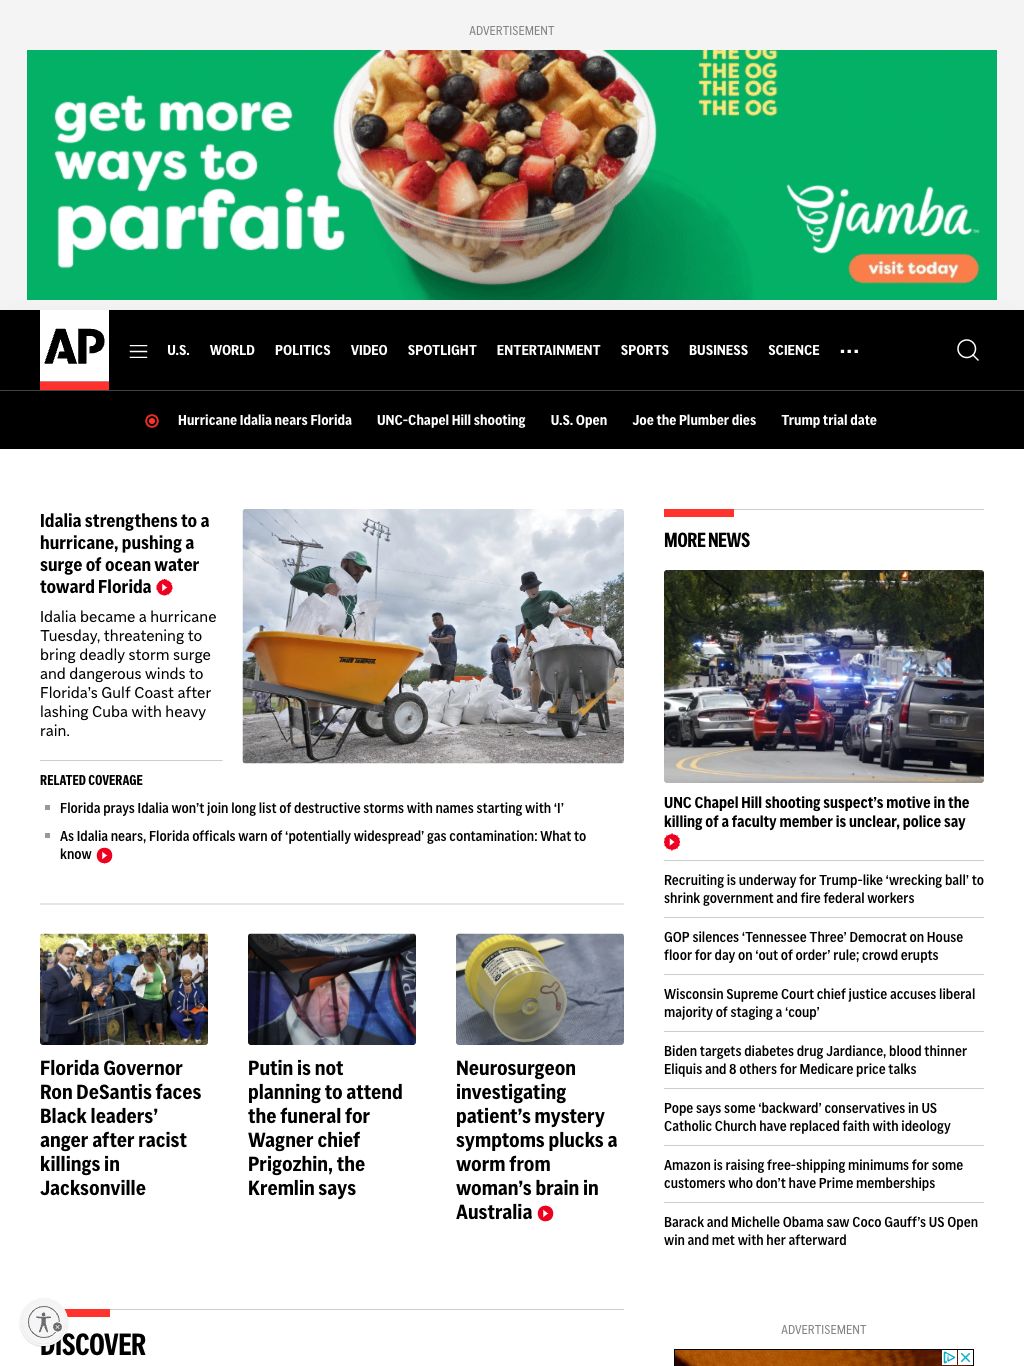 ADVERTISEMENT
get more
ways to
parfait
THE OG
THE OG
THE OG
THE OG
jamba
visit today
AP
U.S. WORLD POLITICS VIDEO SPOTLIGHT ENTERTAINMENT SPORTS BUSINESS SCIENCE
Hurricane Idalia nears Florida UNC-Chapel Hill shooting U.S. Open Joe the Plumber dies Trump trial date
Idalia strengthens to a
hurricane, pushing a
surge of ocean water
toward Florida
Idalia became a hurricane
Tuesday, threatening to
bring deadly storm surge
and dangerous winds to
Florida's Gulf Coast after
lashing Cuba with heavy
rain.
RELATED COVERAGE
Florida prays Idalia won’t join long list of destructive storms with names starting with ‘I’
As Idalia nears, Florida officals warn of ‘potentially widespread’ gas contamination: What to
know
Florida Governor
Ron DeSantis faces
Black leaders’
anger after racist
killings in
Jacksonville
Putin is not
planning to attend
the funeral for
Wagner chief
Prigozhin, the
Kremlin says
Neurosurgeon
investigating
patient’s mystery
symptoms plucks a
worm from
woman’s brain in
Australia
MORE NEWS
UNC Chapel Hill shooting suspect’s motive in the
killing of a faculty member is unclear, police say
Recruiting is underway for Trump-like ‘wrecking ball’ to
shrink government and fire federal workers
GOP silences ‘Tennessee Three’ Democrat on House
floor for day on ‘out of order’ rule; crowd erupts
Wisconsin Supreme Court chief justice accuses liberal
majority of staging a ‘coup’
Biden targets diabetes drug Jardiance, blood thinner
Eliquis and 8 others for Medicare price talks
Pope says some ‘backward’ conservatives in US
Catholic Church have replaced faith with ideology
Amazon is raising free-shipping minimums for some
customers who don’t have Prime memberships
Barack and Michelle Obama saw Coco Gauff’s US Open
win and met with her afterward
DISCOVER
ADVERTISEMENT